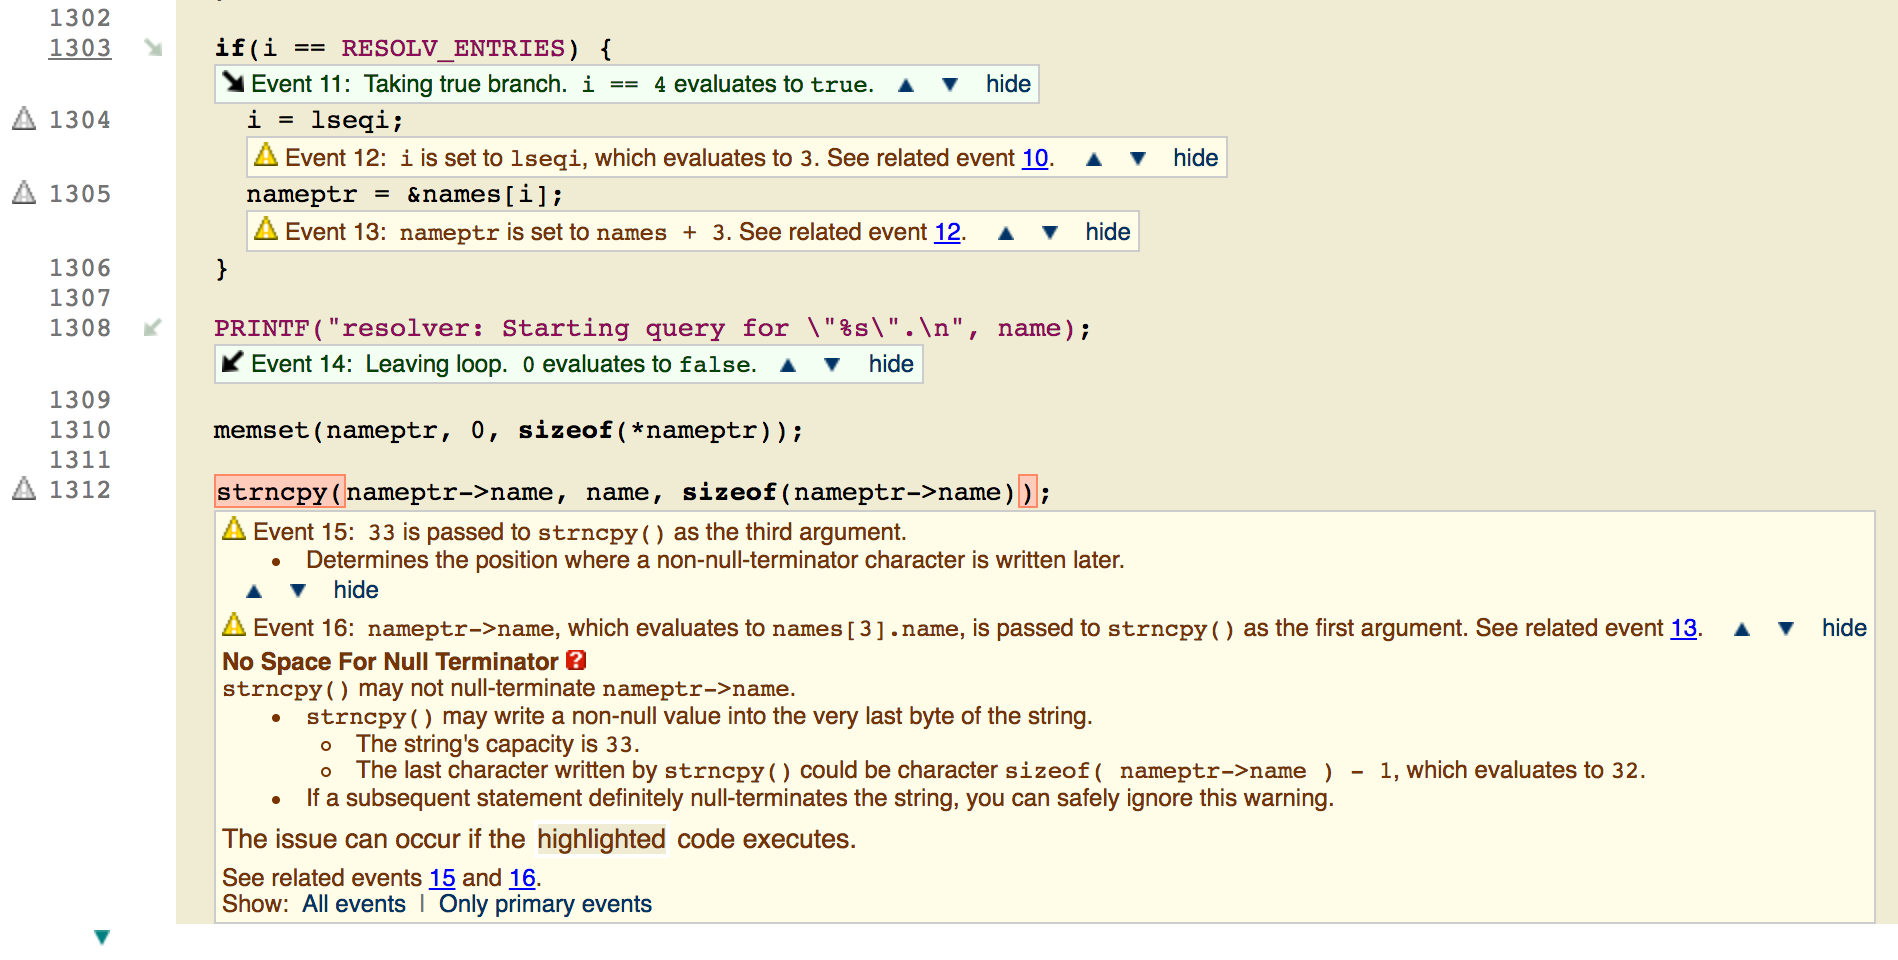 1302
1303 if(i == RESOLV_ENTRIES) {
Event 11: Taking true branch. i == 4 evaluates to true. ▲ ▼ hide
1304 i = lseqi;
Event 12: i is set to lseqi, which evaluates to 3. See related event 10. ▲ ▼ hide
1305 nameptr = &names[i];
Event 13: nameptr is set to names + 3. See related event 12. ▲ ▼ hide
1306 }
1307
1308 PRINTF("resolver: Starting query for \"%s\".\n", name);
Event 14: Leaving loop. 0 evaluates to false. ▲ ▼ hide
1309
1310 memset(nameptr, 0, sizeof(*nameptr));
1311
1312 strncpy(nameptr->name, name, sizeof(nameptr->name));
Event 15: 33 is passed to strncpy() as the third argument.
• Determines the position where a non-null-terminator character is written later.
▲ ▼ hide
Event 16: nameptr->name, which evaluates to names[3].name, is passed to strncpy() as the first argument. See related event 13. ▲ ▼ hide
No Space For Null Terminator ?
strncpy() may not null-terminate nameptr->name.
• strncpy() may write a non-null value into the very last byte of the string.
○ The string's capacity is 33.
○ The last character written by strncpy() could be character sizeof( nameptr->name ) - 1, which evaluates to 32.
• If a subsequent statement definitely null-terminates the string, you can safely ignore this warning.
The issue can occur if the highlighted code executes.
See related events 15 and 16.
Show: All events | Only primary events